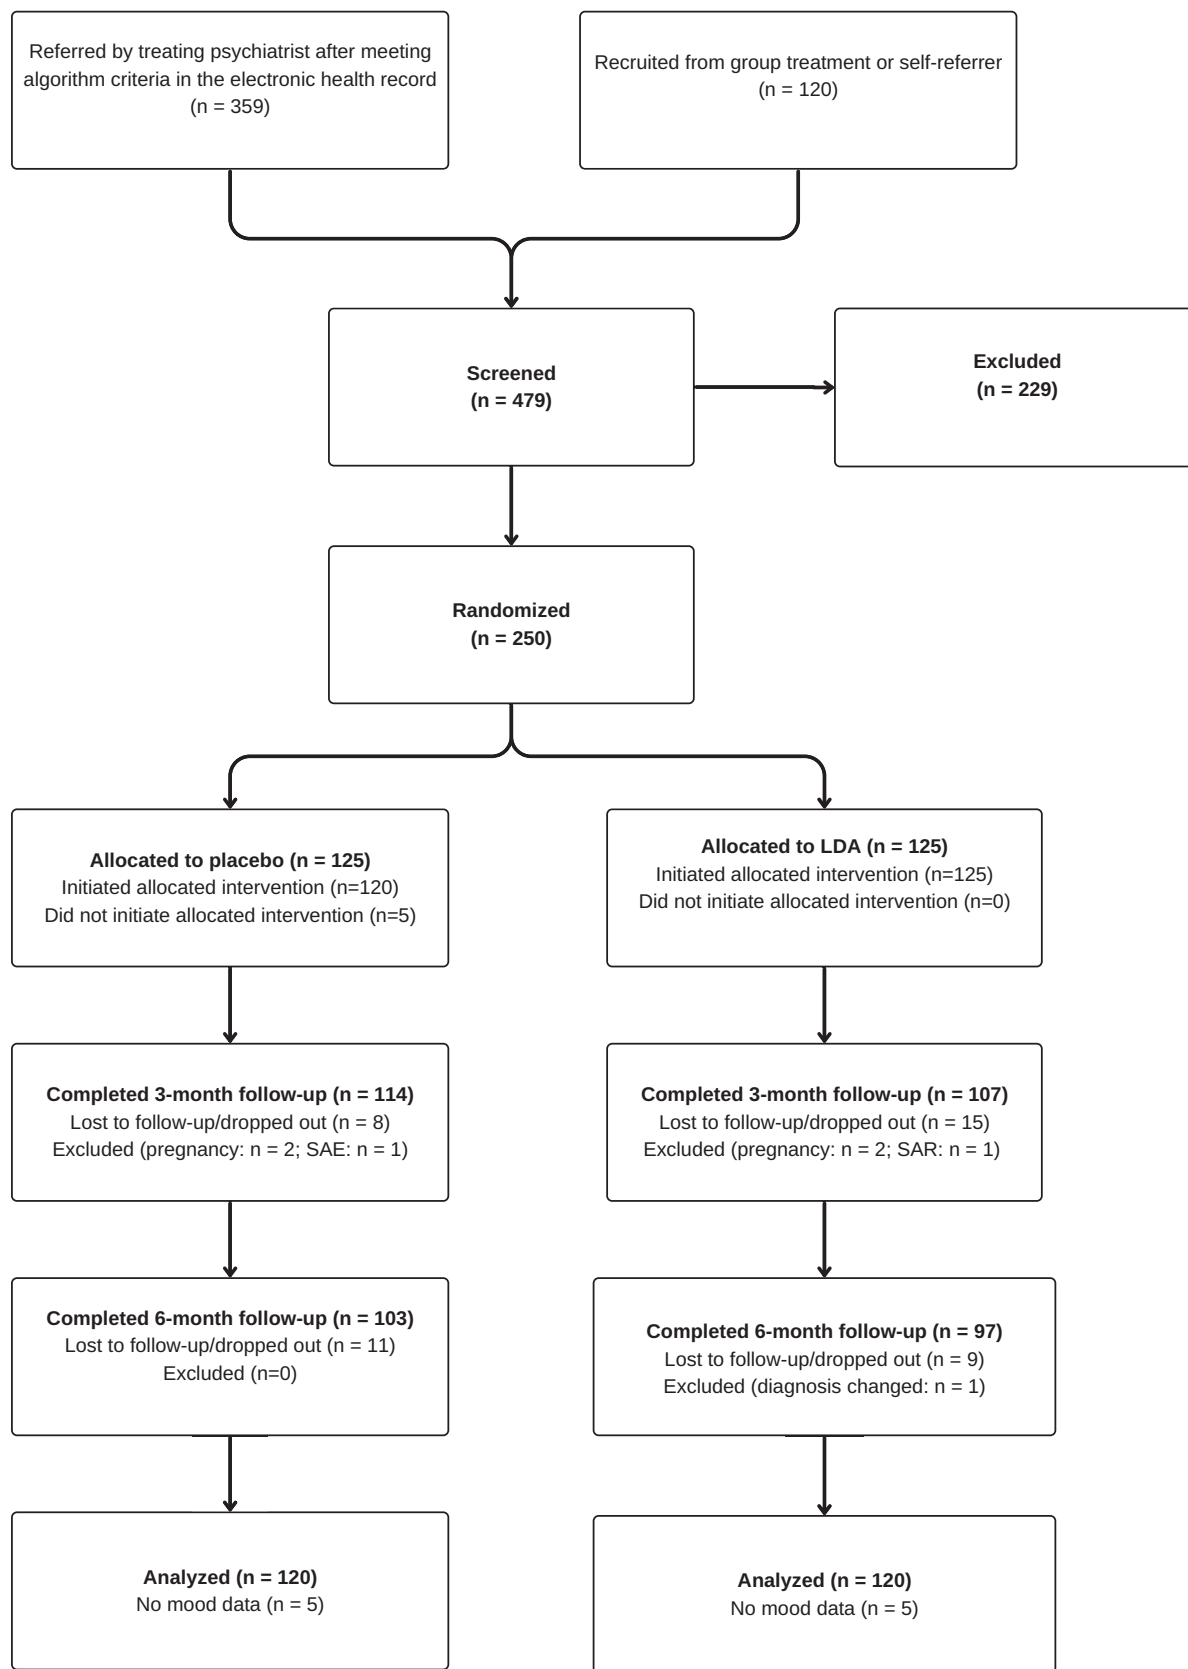 Referred by treating psychiatrist after meeting
algorithm criteria in the electronic health record
(n = 359)
Recruited from group treatment or self-referrer
(n = 120)
Screened
(n = 479)
Excluded
(n = 229)
Randomized
(n = 250)
Allocated to placebo (n = 125)
Initiated allocated intervention (n=120)
Did not initiate allocated intervention (n=5)
Allocated to LDA (n = 125)
Initiated allocated intervention (n=125)
Did not initiate allocated intervention (n=0)
Completed 3-month follow-up (n = 114)
Lost to follow-up/dropped out (n = 8)
Excluded (pregnancy: n = 2; SAE: n = 1)
Completed 3-month follow-up (n = 107)
Lost to follow-up/dropped out (n = 15)
Excluded (pregnancy: n = 2; SAR: n = 1)
Completed 6-month follow-up (n = 103)
Lost to follow-up/dropped out (n = 11)
Excluded (n=0)
Completed 6-month follow-up (n = 97)
Lost to follow-up/dropped out (n = 9)
Excluded (diagnosis changed: n = 1)
Analyzed (n = 120)
No mood data (n = 5)
Analyzed (n = 120)
No mood data (n = 5)